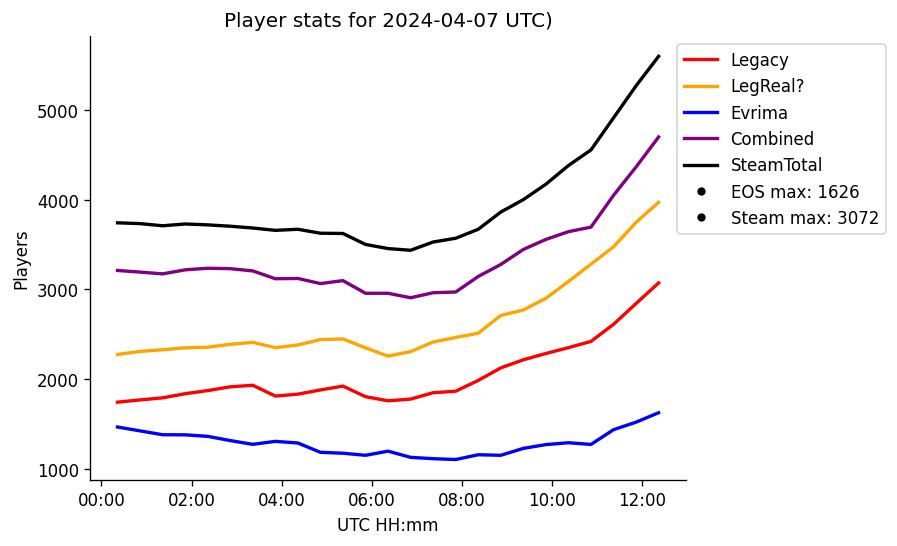 Player stats for 2024-04-07 UTC)
Legacy
LegReal?
Evrima
Combined
SteamTotal
EOS max: 1626
Steam max: 3072
Players
5000
4000
3000
2000
1000
00:00 02:00 04:00 06:00 08:00 10:00 12:00
UTC HH:mm